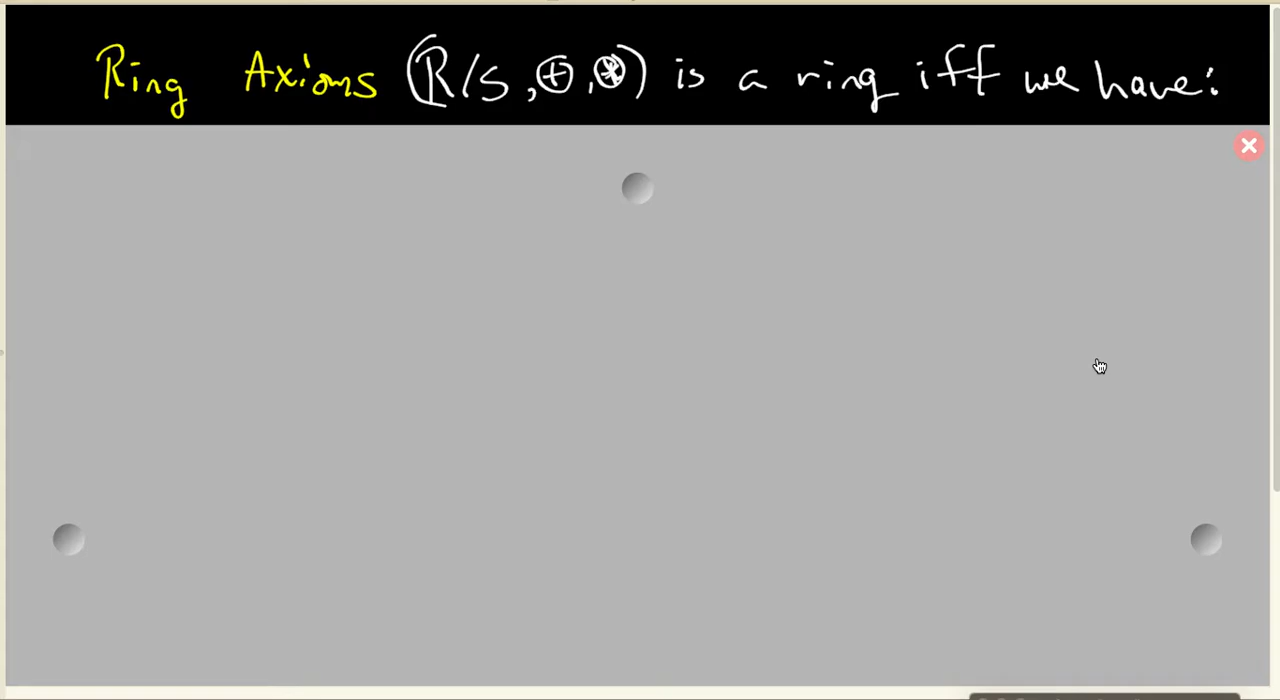 Ring Axioms (R/S, ⊕, ⊛) is a ring iff we have: